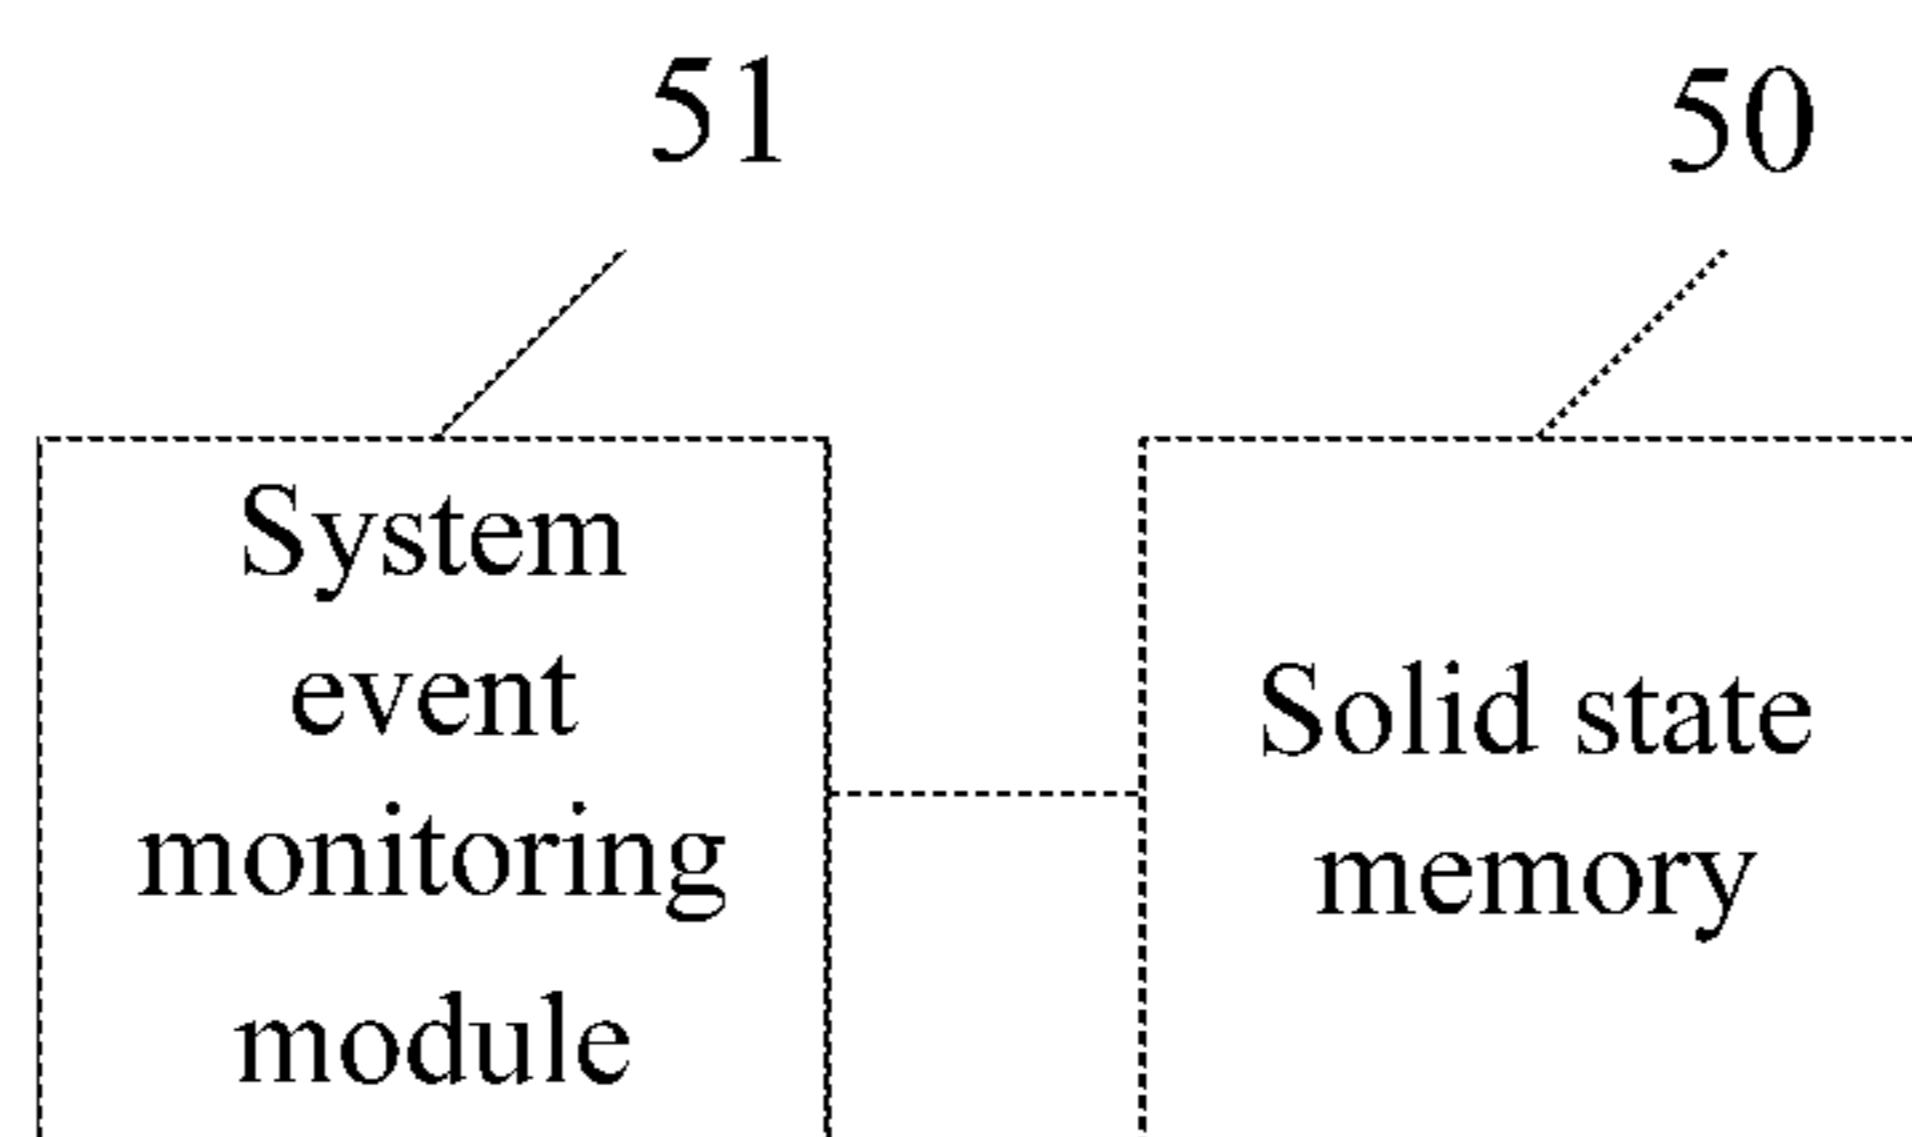 51
50
System
event
monitoring
module
Solid state
memory